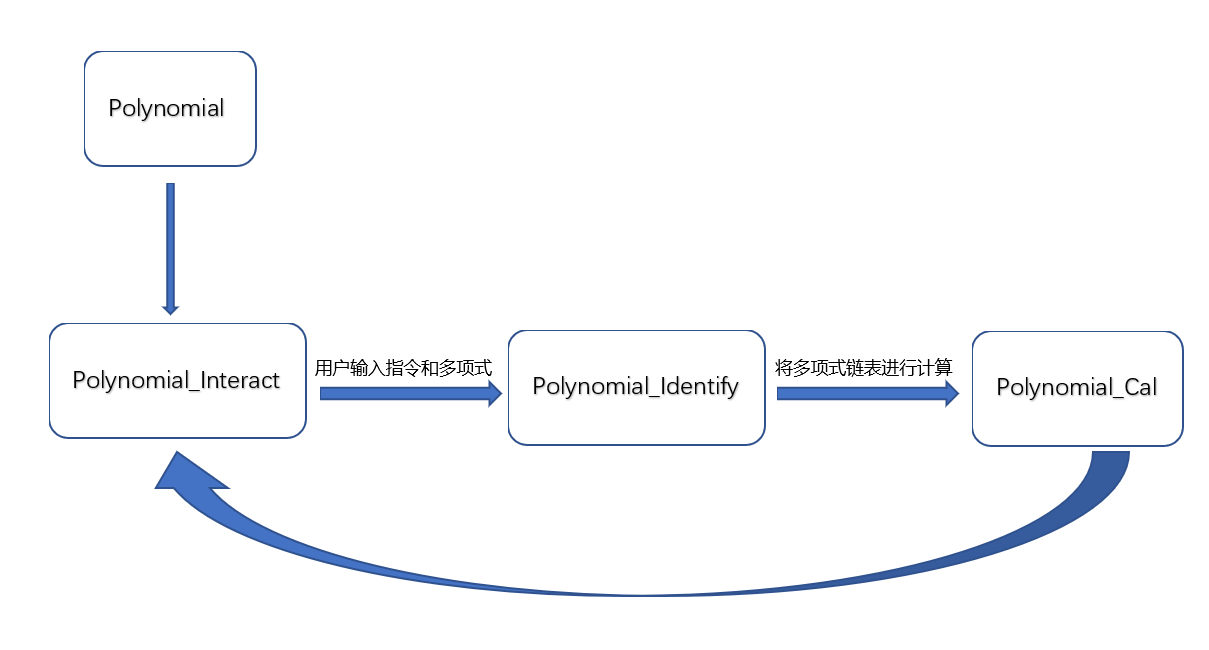 Polynomial
Polynomial_Interact
用户输入指令和多项式
Polynomial_Identify
将多项式链表进行计算
Polynomial_Cal